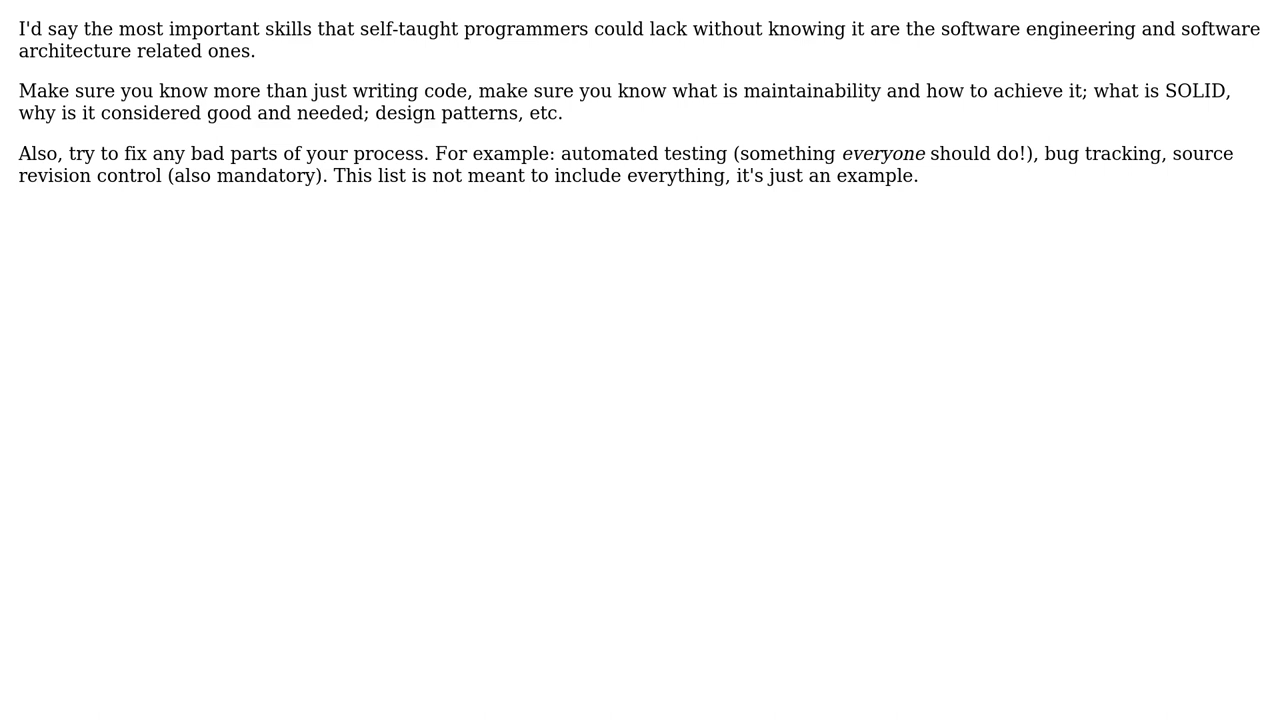 I'd say the most important skills that self-taught programmers could lack without knowing it are the software engineering and software
architecture related ones.
Make sure you know more than just writing code, make sure you know what is maintainability and how to achieve it; what is SOLID,
why is it considered good and needed; design patterns, etc.
Also, try to fix any bad parts of your process. For example: automated testing (something everyone should do!), bug tracking, source
revision control (also mandatory). This list is not meant to include everything, it's just an example.